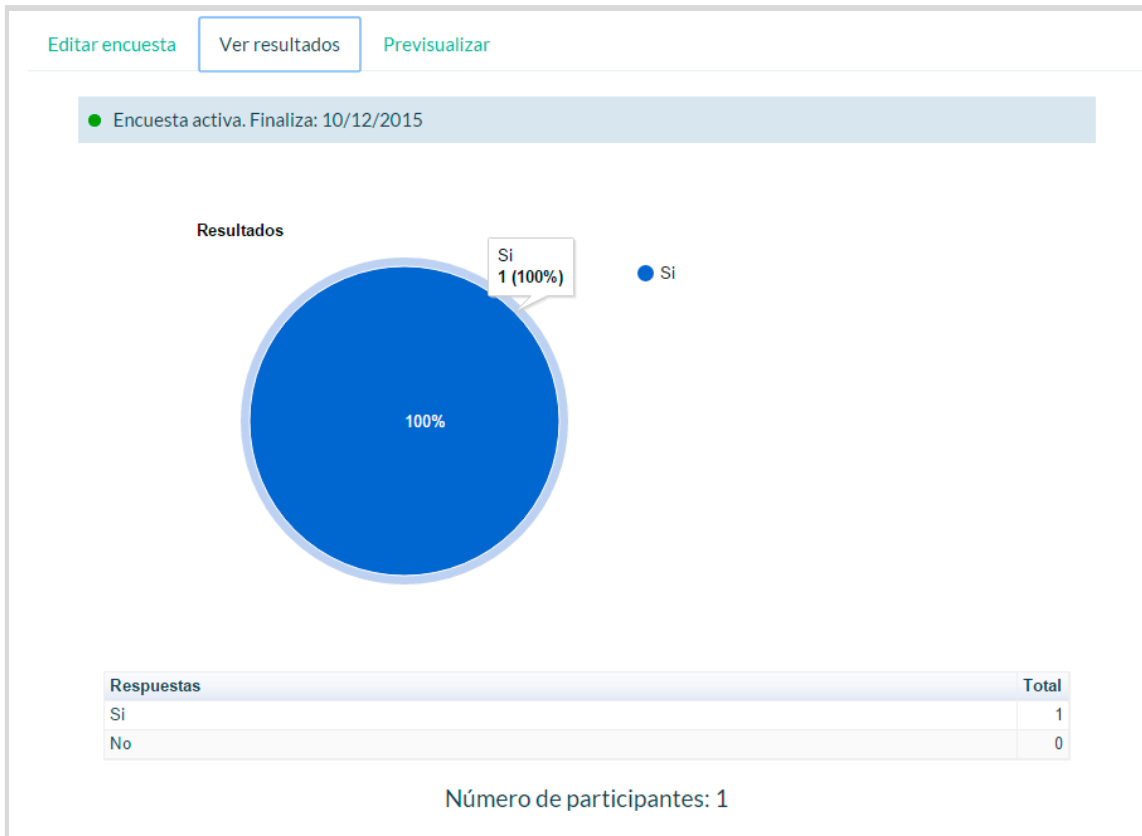 Editar encuesta Ver resultados Previsualizar
Encuesta activa. Finaliza: 10/12/2015
Resultados
Si
1 (100%)
Si
100%
Respuestas Total
Si 1
No 0
Número de participantes: 1